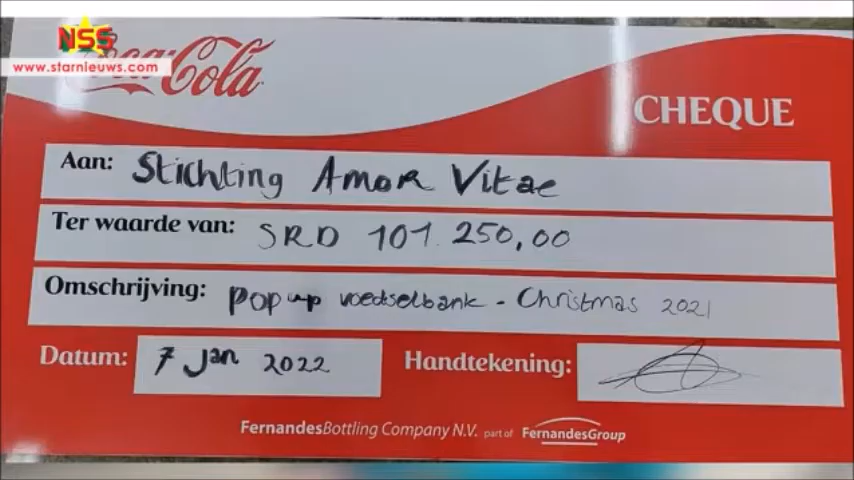 NSS
www.starnieuws.com
Coca-Cola
CHEQUE
Aan: Stichting Amor Vitae
Ter waarde van: SRD 101.250,00
Omschrijving: Pop up voedselbank - Christmas 2021
Datum: 7 Jan 2022 Handtekening:
FernandesBottling Company N.V. part of FernandesGroup